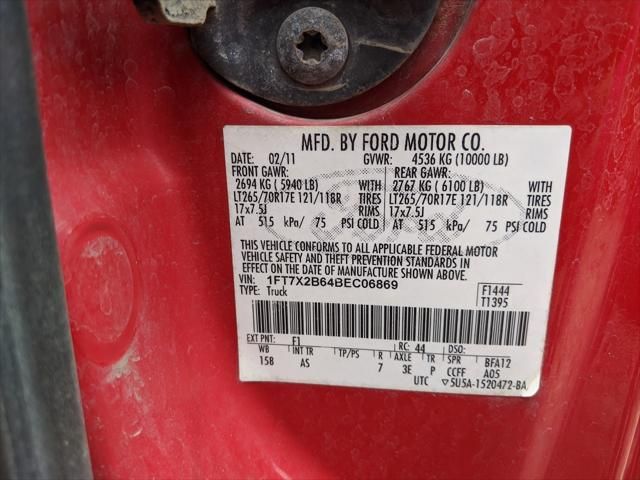 MFD. BY FORD MOTOR CO.
DATE: 02/11 GVWR: 4536 KG (10000 LB)
FRONT GAWR: REAR GAWR:
2694 KG ( 5940 LB) WITH 2767 KG ( 6100 LB) WITH
LT265/70R17E 121/118R TIRES LT265/70R17E 121/118R TIRES
17x7.5J RIMS 17x7.5J RIMS
AT 515 kPa/ 75 PSI COLD AT 515 kPa/ 75 PSI COLD
THIS VEHICLE CONFORMS TO ALL APPLICABLE FEDERAL MOTOR
VEHICLE SAFETY AND THEFT PREVENTION STANDARDS IN
EFFECT ON THE DATE OF MANUFACTURE SHOWN ABOVE.
VIN: 1FT7X2B64BEC06869 F1444
TYPE: Truck T1395
EXT PNT: F1 RC: 44 DSO:
WB INT TR TP/PS R AXLE TR SPR BFA12
15B AS 7 3E P CCFF A05
UTC ▽5U5A-1520472-BA